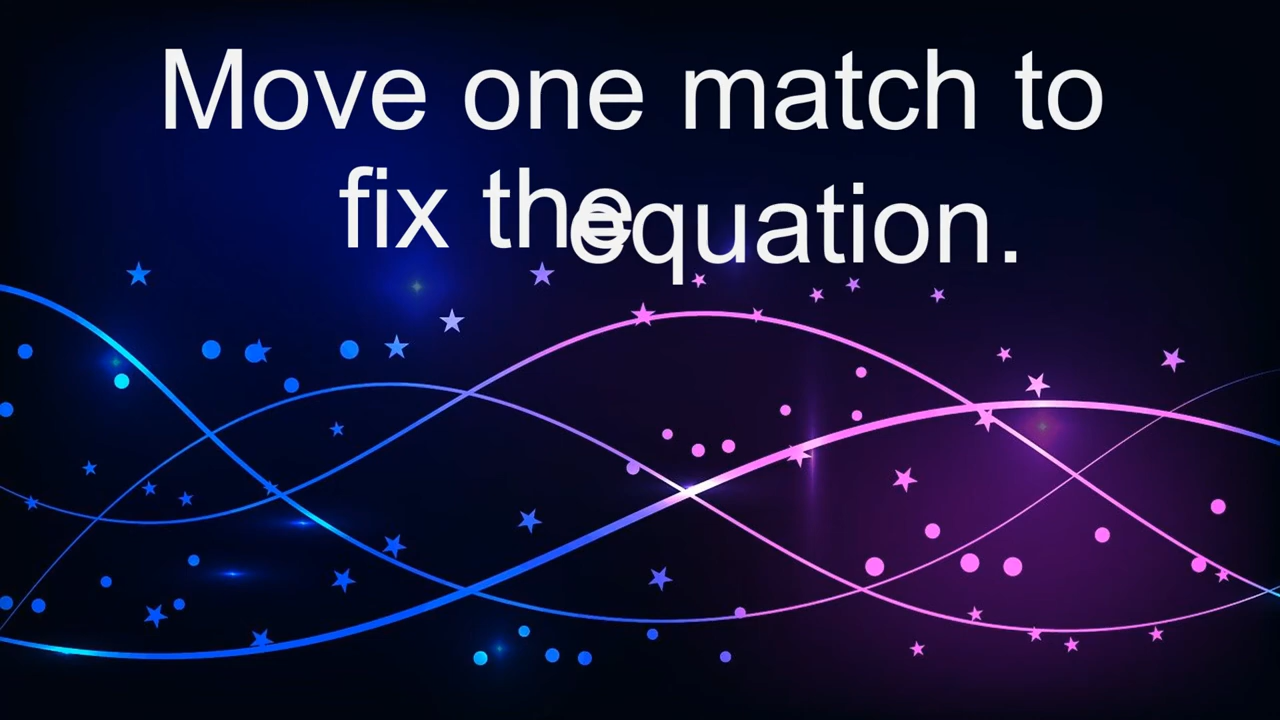 Move one match to
fix the equation.